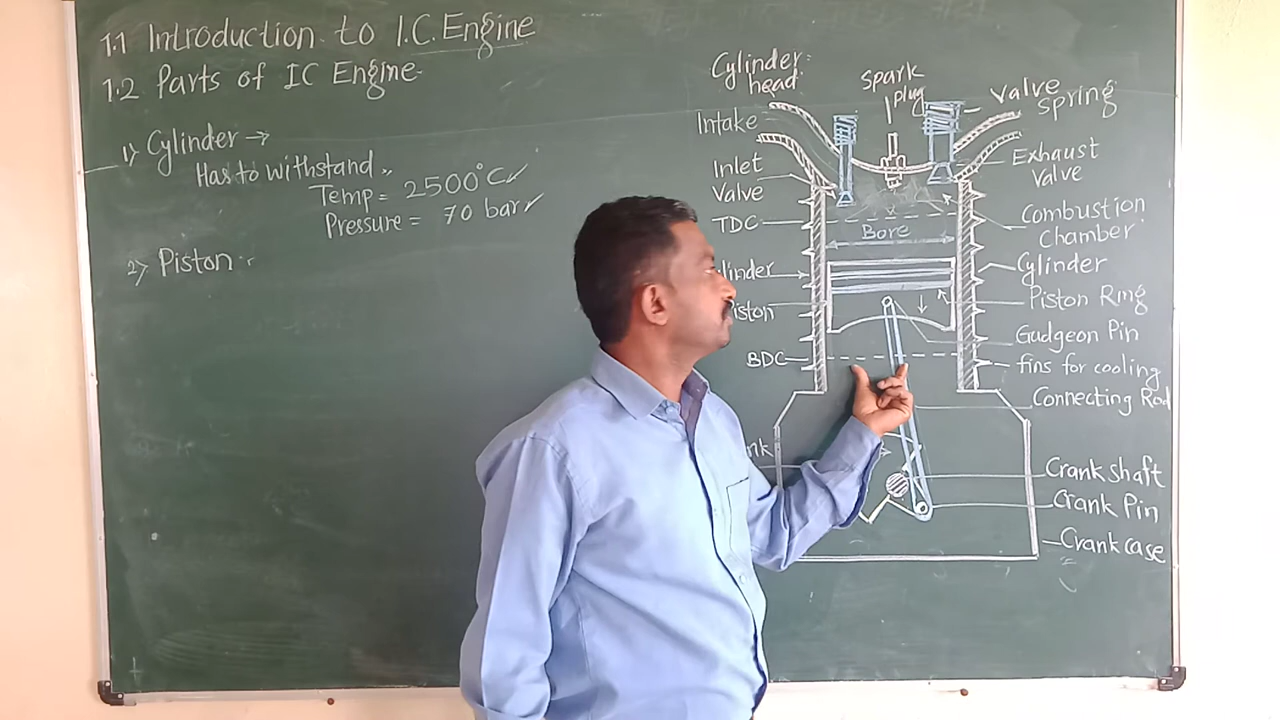 1.1 Introduction to I.C. Engine
1.2 Parts of IC Engine
1) Cylinder →
Has to withstand
Temp = 2500°C ✓
Pressure = 70 bar ✓
2) Piston
Cylinder head
Spark plug
Valve Spring
Intake
Inlet Valve
TDC
Bore
BDC
Exhaust Valve
Combustion Chamber
Cylinder
Piston Ring
Gudgeon Pin
fins for cooling
Connecting Rod
Crank shaft
Crank Pin
Crank case